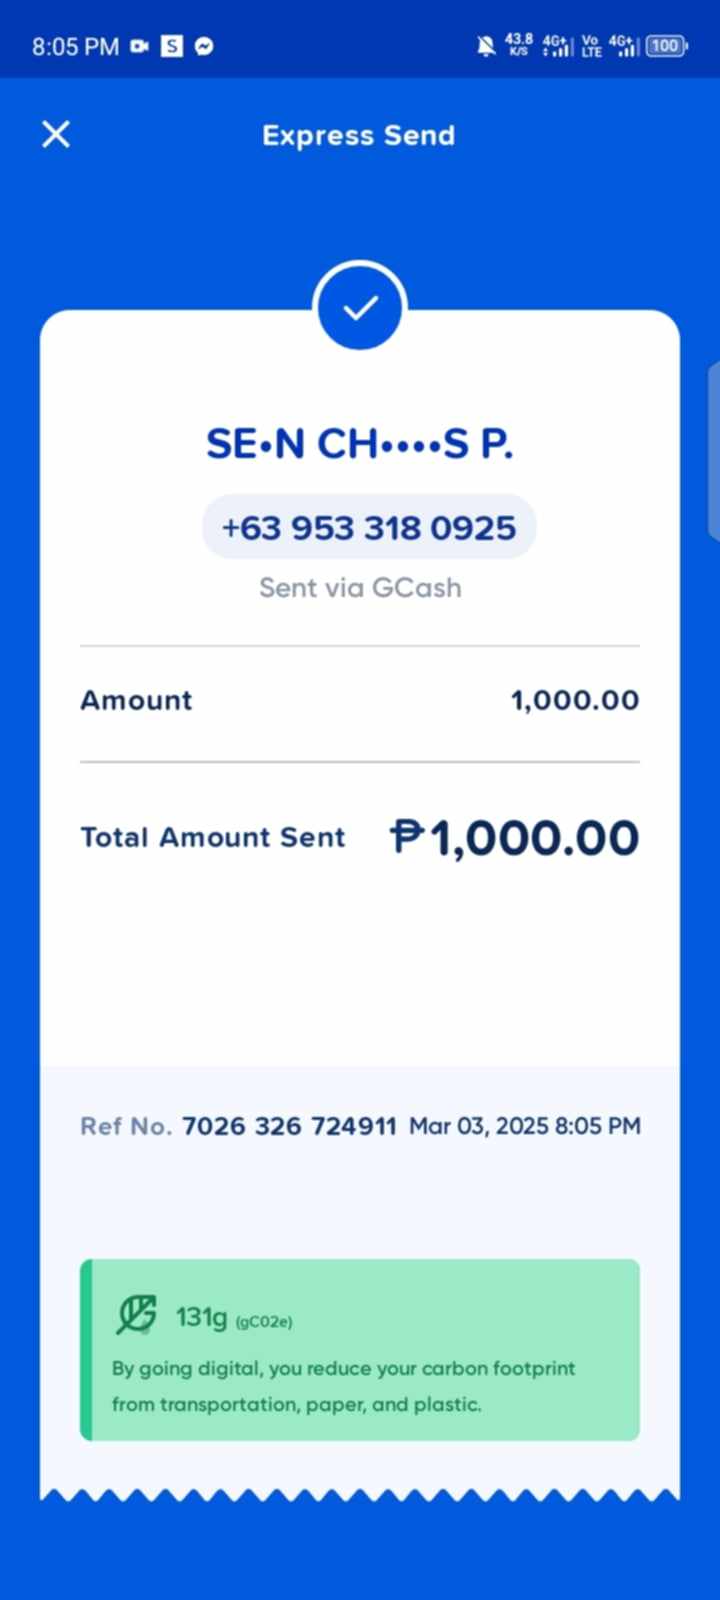 8:05 PM S 43.8 K/S 4G+ Vo LTE 4G+ 100
Express Send
SE•N CH••••S P.
+63 953 318 0925
Sent via GCash
Amount 1,000.00
Total Amount Sent ₱1,000.00
Ref No. 7026 326 724911 Mar 03, 2025 8:05 PM
131g (gC02e)
By going digital, you reduce your carbon footprint
from transportation, paper, and plastic.